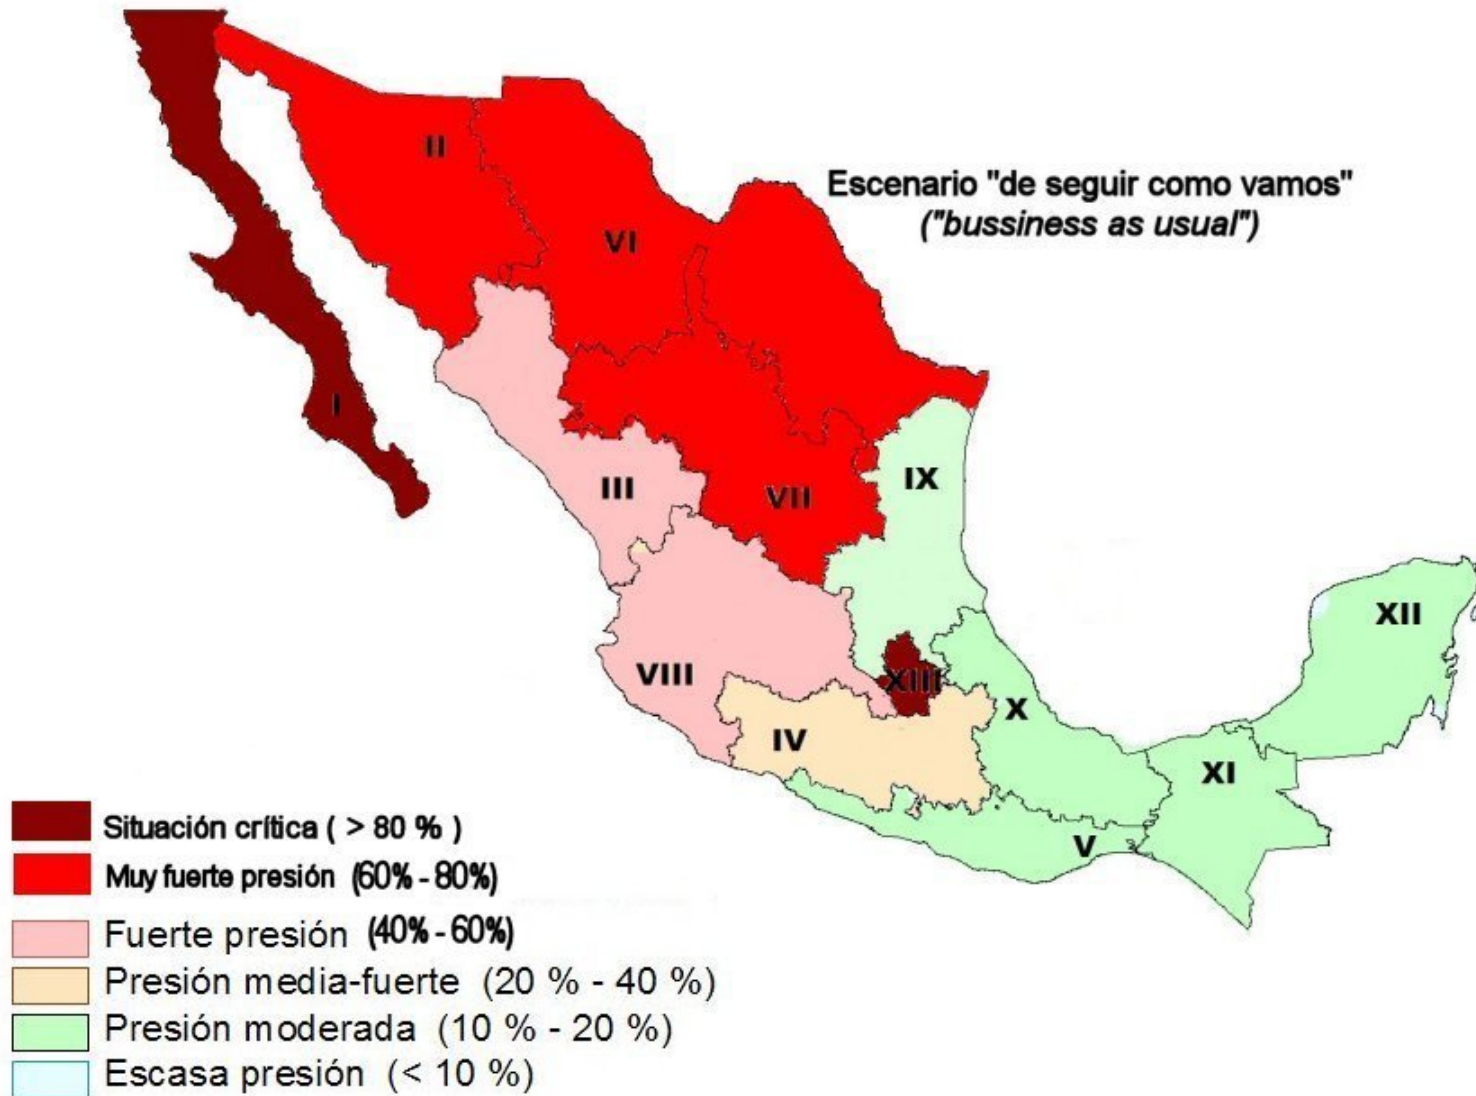 II
VI
Escenario "de seguir como vamos"
("bussiness as usual")
I
III
VII
IX
VIII
XIII
XII
IV
X
XI
V
Situación crítica ( > 80 % )
Muy fuerte presión (60% - 80%)
Fuerte presión (40% - 60%)
Presión media-fuerte (20 % - 40 %)
Presión moderada (10 % - 20 %)
Escasa presión (< 10 %)